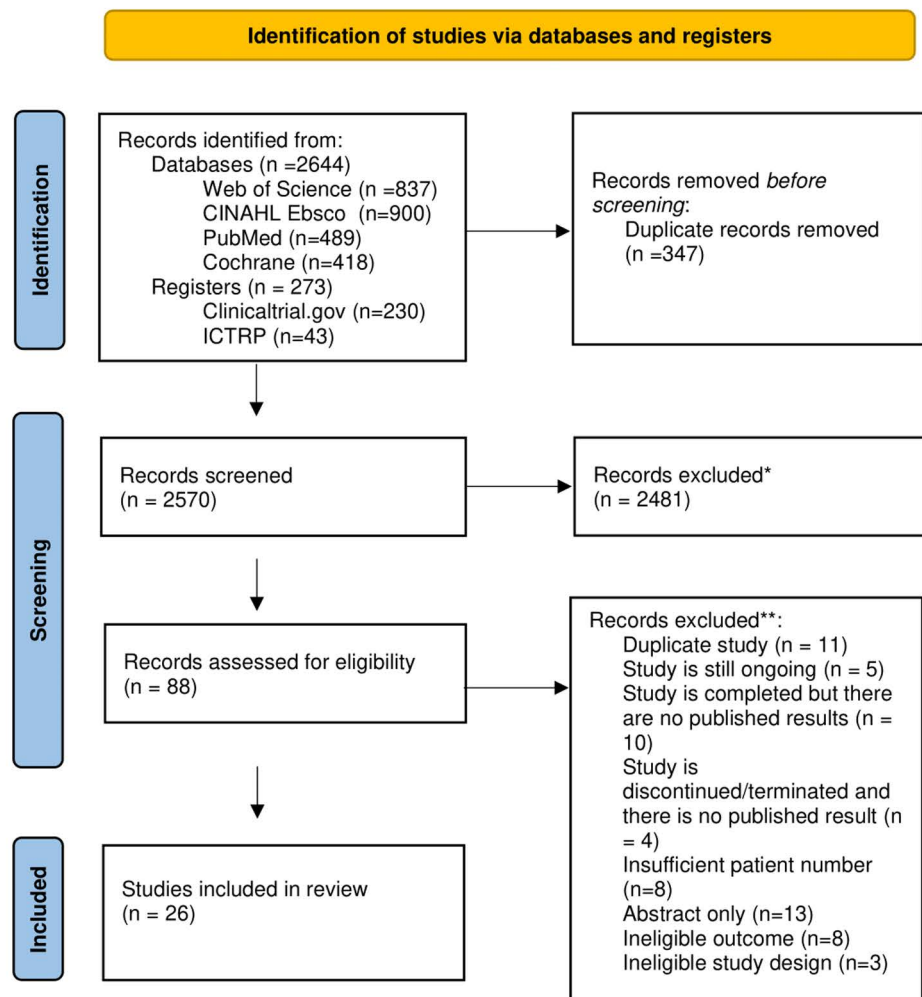 Identification of studies via databases and registers
Identification
Records identified from:
Databases (n =2644)
Web of Science (n =837)
CINAHL Ebsco (n=900)
PubMed (n=489)
Cochrane (n=418)
Registers (n = 273)
Clinicaltrial.gov (n=230)
ICTRP (n=43)
Records removed before
screening:
Duplicate records removed
(n =347)
Screening
Records screened
(n = 2570)
Records excluded*
(n = 2481)
Records assessed for eligibility
(n = 88)
Records excluded**:
Duplicate study (n = 11)
Study is still ongoing (n = 5)
Study is completed but there
are no published results (n =
10)
Study is
discontinued/terminated and
there is no published result (n
= 4)
Insufficient patient number
(n=8)
Abstract only (n=13)
Ineligible outcome (n=8)
Ineligible study design (n=3)
Included
Studies included in review
(n = 26)